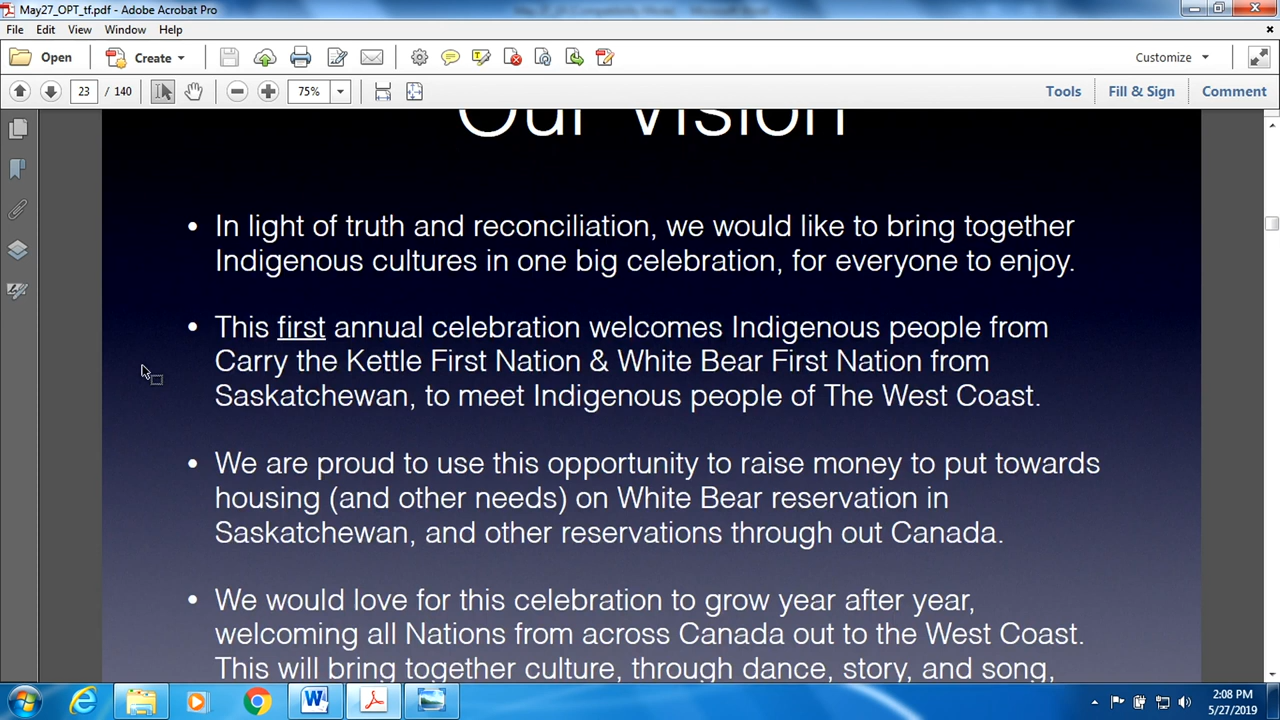 May27_OPT_tf.pdf - Adobe Acrobat Pro
File Edit View Window Help
Open Create Customize
23 / 140 75% Tools Fill & Sign Comment
Our Vision
• In light of truth and reconciliation, we would like to bring together
Indigenous cultures in one big celebration, for everyone to enjoy.
• This first annual celebration welcomes Indigenous people from
Carry the Kettle First Nation & White Bear First Nation from
Saskatchewan, to meet Indigenous people of The West Coast.
• We are proud to use this opportunity to raise money to put towards
housing (and other needs) on White Bear reservation in
Saskatchewan, and other reservations through out Canada.
• We would love for this celebration to grow year after year,
welcoming all Nations from across Canada out to the West Coast.
This will bring together culture, through dance, story, and song,
2:08 PM
5/27/2019